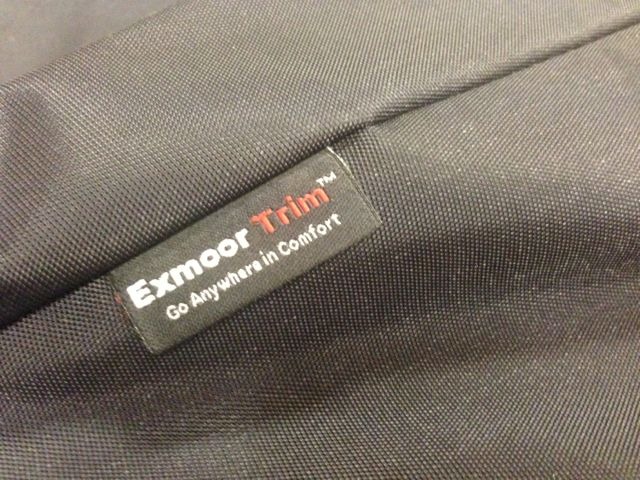 Exmoor Trim™
Go Anywhere in Comfort